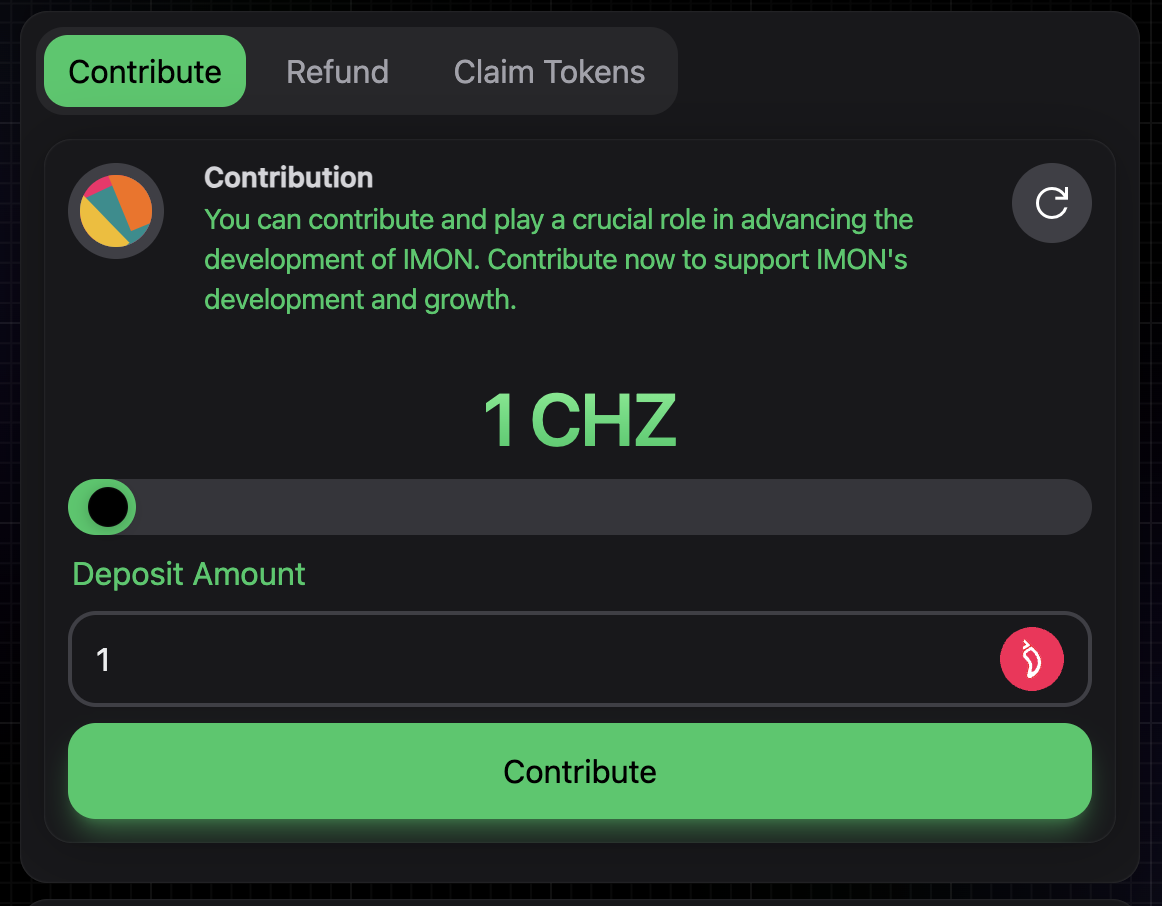 Contribute
Refund
Claim Tokens
Contribution
You can contribute and play a crucial role in advancing the
development of IMON. Contribute now to support IMON's
development and growth.
1 CHZ
Deposit Amount
1
Contribute